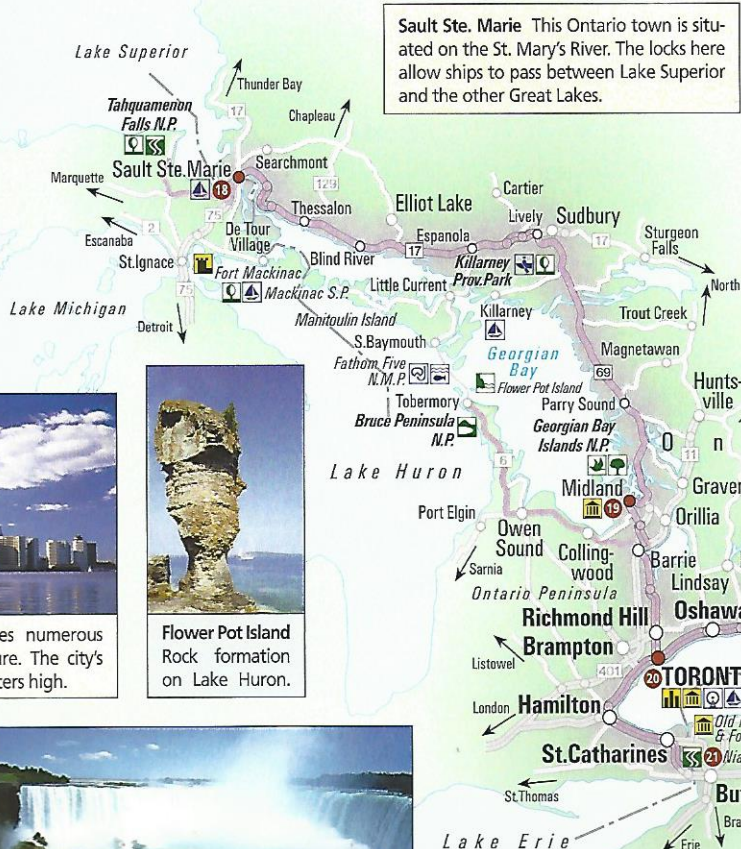 Sault Ste. Marie This Ontario town is situ-
ated on the St. Mary's River. The locks here
allow ships to pass between Lake Superior
and the other Great Lakes.
Lake Superior
Thunder Bay
17
Tahquamenon
Falls N.P.
Chapleau
Sault Ste. Marie
18
Searchmont
129
Marquette
75
2
Escanaba
De Tour
Village
Thessalon
Blind River
17
Elliot Lake
Espanola
Cartier
Lively
Sudbury
17
Sturgeon
Falls
St.Ignace
Fort Mackinac
Mackinac S.P.
75
Detroit
Lake Michigan
Little Current
Killarney
Prov.Park
Killarney
Manitoulin Island
S.Baymouth
North
Trout Creek
Magnetawan
Georgian
Bay
69
Fathom Five
N.M.P.
Flower Pot Island
Tobermory
Bruce Peninsula
N.P.
Parry Sound
Hunts-
ville
Georgian Bay
Islands N.P.
O n
11
Lake Huron
6
Midland
19
Graven
Orillia
Port Elgin
Owen
Sound
Colling-
wood
Barrie
Lindsay
Sarnia
Ontario Peninsula
Richmond Hill
Oshawa
Brampton
Listowel
401
20
TORONT
London
Hamilton
Old
& Fo
St.Catharines
21
Nia
St.Thomas
Bu
Bra
Lake Erie
Erie
es numerous
ure. The city's
ters high.
Flower Pot Island
Rock formation
on Lake Huron.